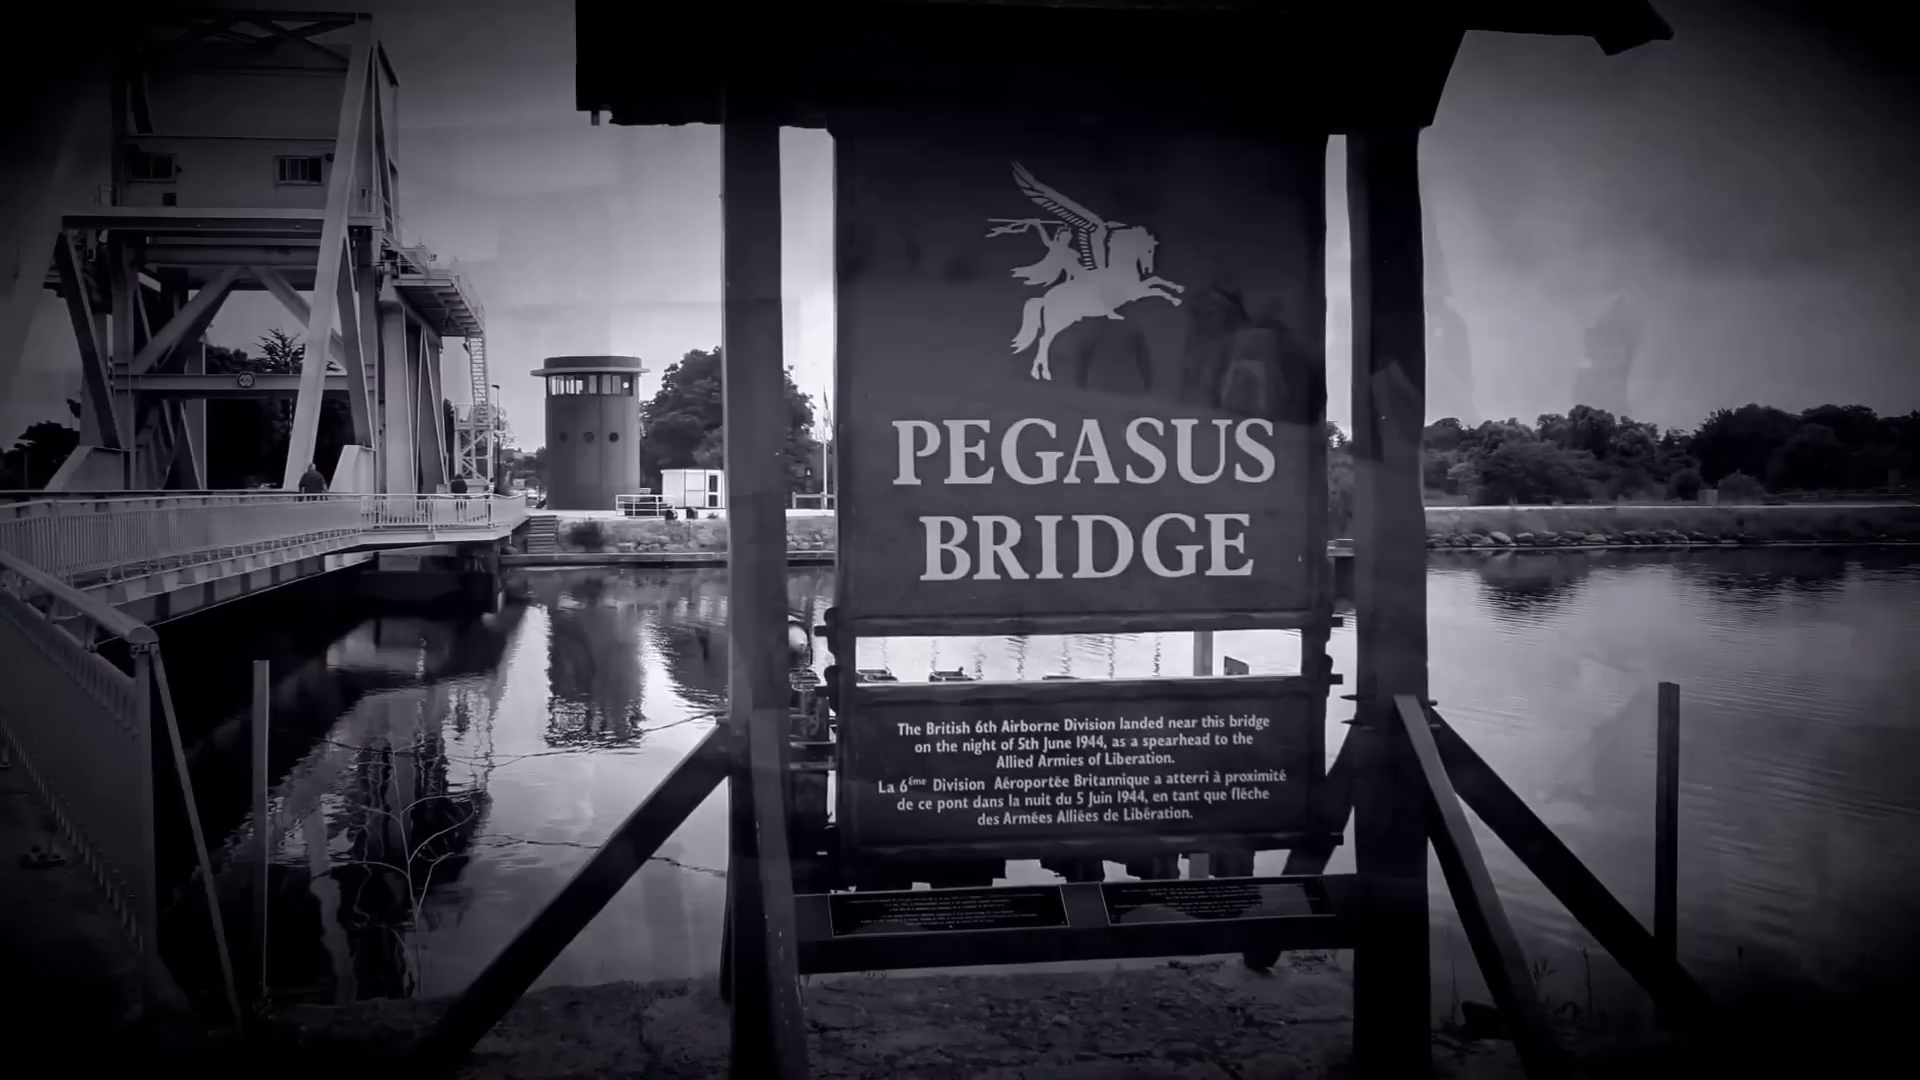 PEGASUS
BRIDGE
The British 6th Airborne Division landed near this bridge
on the night of 5th June 1944, as a spearhead to the
Allied Armies of Liberation.
La 6ème Division Aéroportée Britannique a atterri à proximité
de ce pont dans la nuit du 5 Juin 1944, en tant que flèche
des Armées Alliées de Libération.